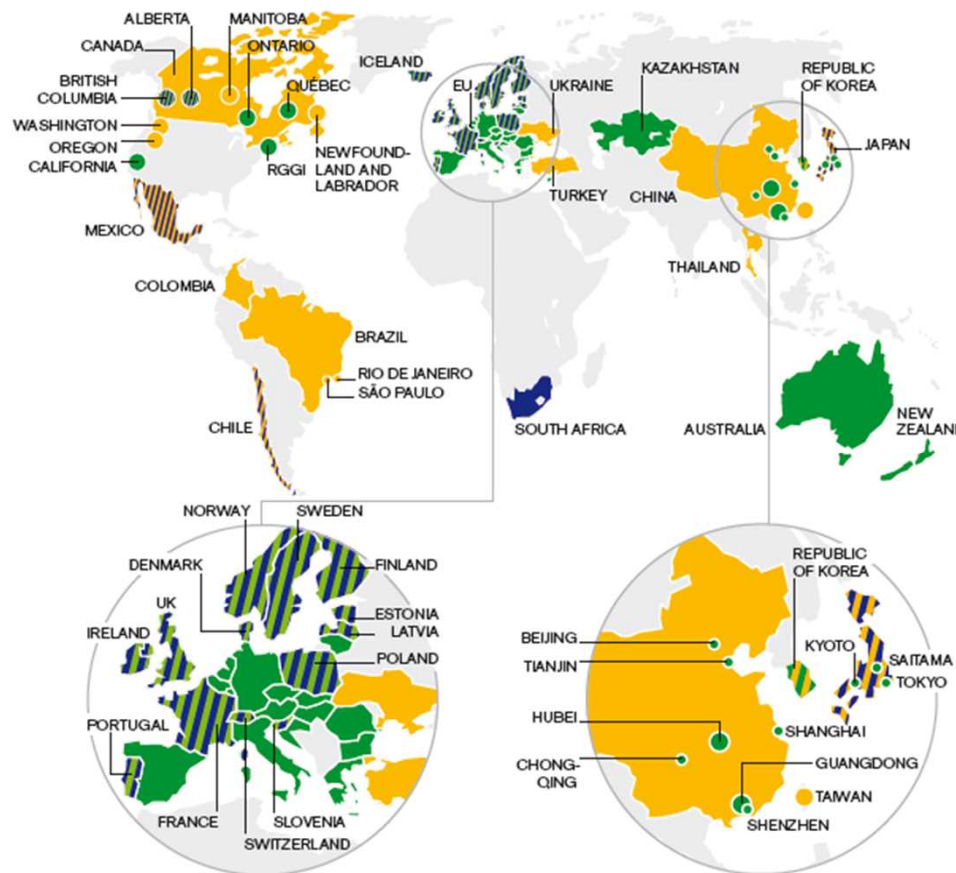 ALBERTA
MANITOBA
CANADA
ONTARIO
BRITISH
COLUMBIA
QUÉBEC
WASHINGTON
OREGON
CALIFORNIA
RGGI
NEWFOUND-
LAND AND
LABRADOR
MEXICO
ICELAND
EU
UKRAINE
TURKEY
KAZAKHSTAN
REPUBLIC
OF KOREA
JAPAN
CHINA
THAILAND
COLOMBIA
BRAZIL
RIO DE JANEIRO
SÃO PAULO
CHILE
SOUTH AFRICA
AUSTRALIA
NEW
ZEALAND
NORWAY
SWEDEN
DENMARK
FINLAND
UK
ESTONIA
IRELAND
LATVIA
POLAND
PORTUGAL
FRANCE
SLOVENIA
SWITZERLAND
REPUBLIC
OF KOREA
BEIJING
KYOTO
SAITAMA
TIANJIN
TOKYO
HUBEI
SHANGHAI
CHONG-
QING
GUANGDONG
TAIWAN
SHENZHEN